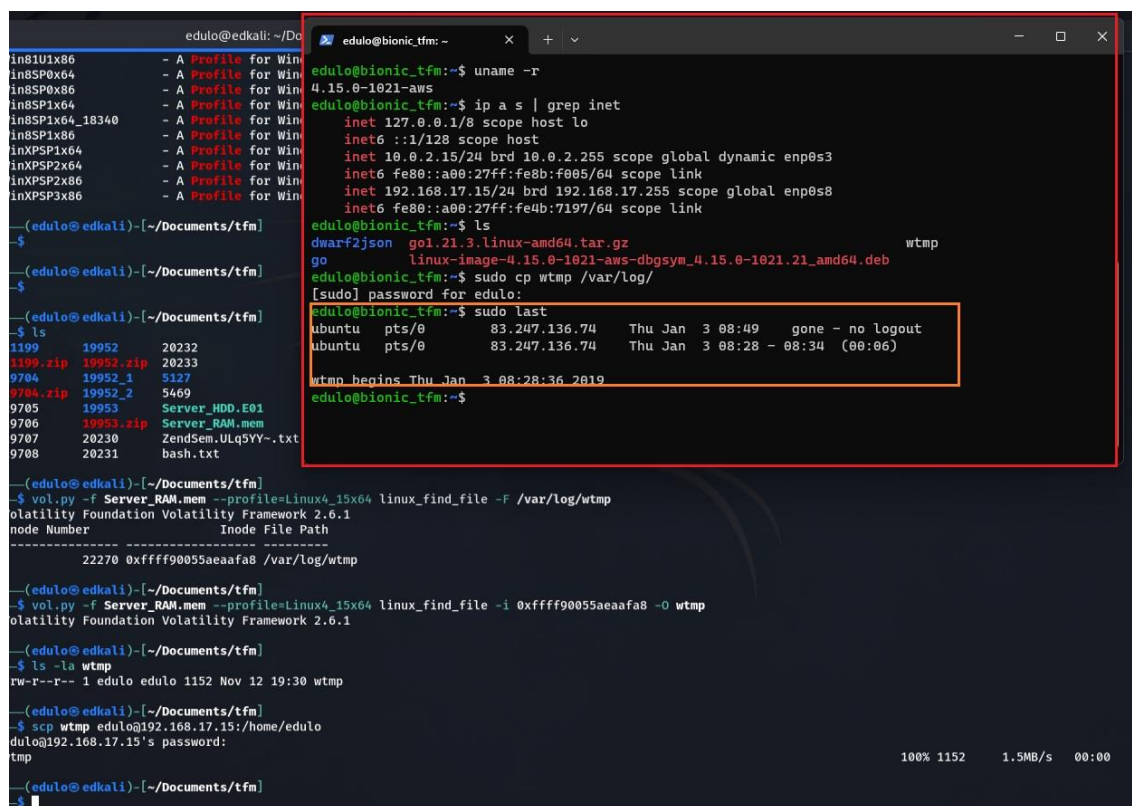 edulo@edkali: ~/Do
in81U1x86 - A Profile for Win
in8SP0x64 - A Profile for Win
in8SP0x86 - A Profile for Win
in8SP1x64 - A Profile for Win
in8SP1x64_18340 - A Profile for Win
in8SP1x86 - A Profile for Win
inXPSP1x64 - A Profile for Win
inXPSP2x64 - A Profile for Win
inXPSP2x86 - A Profile for Win
inXPSP3x86 - A Profile for Win
(edulo㉿edkali)-[~/Documents/tfm]
$
(edulo㉿edkali)-[~/Documents/tfm]
$
(edulo㉿edkali)-[~/Documents/tfm]
$ ls
1199 19952 20232
1199.zip 19952.zip 20233
9704 19952_1 5127
9704.zip 19952_2 5469
9705 19953 Server_HDD.E01
9706 19953.zip Server_RAM.mem
9707 20230 ZendSem.ULq5YY~.txt
9708 20231 bash.txt
(edulo㉿edkali)-[~/Documents/tfm]
$ vol.py -f Server_RAM.mem --profile=Linux4_15x64 linux_find_file -F /var/log/wtmp
olatility Foundation Volatility Framework 2.6.1
node Number Inode File Path
---------------- ------------------ ---------
22270 0xffff90055aeaafa8 /var/log/wtmp
(edulo㉿edkali)-[~/Documents/tfm]
$ vol.py -f Server_RAM.mem --profile=Linux4_15x64 linux_find_file -i 0xffff90055aeaafa8 -O wtmp
olatility Foundation Volatility Framework 2.6.1
(edulo㉿edkali)-[~/Documents/tfm]
$ ls -la wtmp
rw-r--r-- 1 edulo edulo 1152 Nov 12 19:30 wtmp
(edulo㉿edkali)-[~/Documents/tfm]
$ scp wtmp edulo@192.168.17.15:/home/edulo
dulo@192.168.17.15's password:
tmp 100% 1152 1.5MB/s 00:00
(edulo㉿edkali)-[~/Documents/tfm]
$
edulo@bionic_tfm: ~
edulo@bionic_tfm:~$ uname -r
4.15.0-1021-aws
edulo@bionic_tfm:~$ ip a s | grep inet
inet 127.0.0.1/8 scope host lo
inet6 ::1/128 scope host
inet 10.0.2.15/24 brd 10.0.2.255 scope global dynamic enp0s3
inet6 fe80::a00:27ff:fe8b:f005/64 scope link
inet 192.168.17.15/24 brd 192.168.17.255 scope global enp0s8
inet6 fe80::a00:27ff:fe4b:7197/64 scope link
edulo@bionic_tfm:~$ ls
dwarf2json go1.21.3.linux-amd64.tar.gz wtmp
go linux-image-4.15.0-1021-aws-dbgsym_4.15.0-1021.21_amd64.deb
edulo@bionic_tfm:~$ sudo cp wtmp /var/log/
[sudo] password for edulo:
edulo@bionic_tfm:~$ sudo last
ubuntu pts/0 83.247.136.74 Thu Jan 3 08:49 gone - no logout
ubuntu pts/0 83.247.136.74 Thu Jan 3 08:28 - 08:34 (00:06)
wtmp begins Thu Jan 3 08:28:36 2019
edulo@bionic_tfm:~$